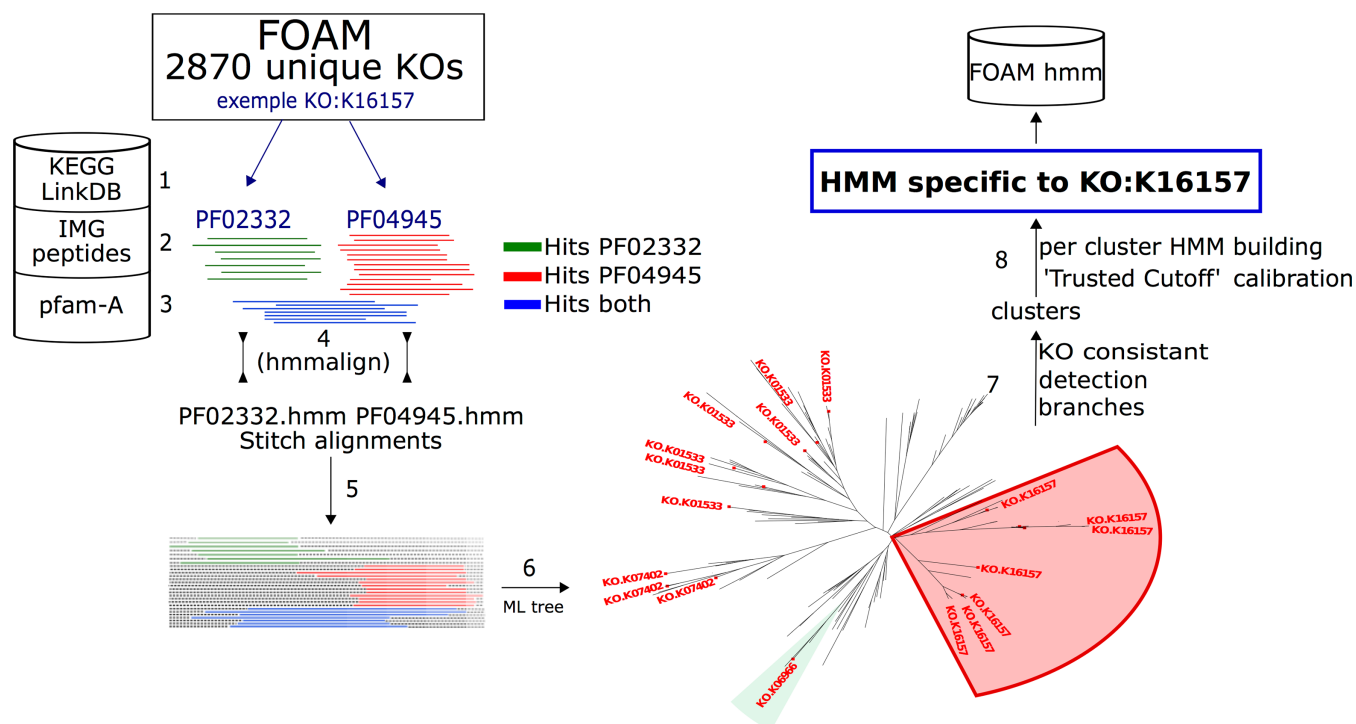 FOAM
2870 unique KOs
exemple KO:K16157
KEGG
LinkDB
IMG
peptides
pfam-A
1
2
3
PF02332
PF04945
Hits PF02332
Hits PF04945
Hits both
4
(hmmalign)
PF02332.hmm PF04945.hmm
Stitch alignments
5
6
ML tree
KO.K01533
KO.K01533
KO.K01533
KO.K01533
KO.K01533
KO.K01533
KO.K01533
KO.K07402
KO.K07402
KO.K07402
KO.K06966
KO.K16157
KO.K16157
KO.K16157
KO.K16157
KO.K16157
KO.K16157
KO.K16157
7
KO consistant
detection
branches
clusters
8
per cluster HMM building
'Trusted Cutoff' calibration
HMM specific to KO:K16157
FOAM hmm